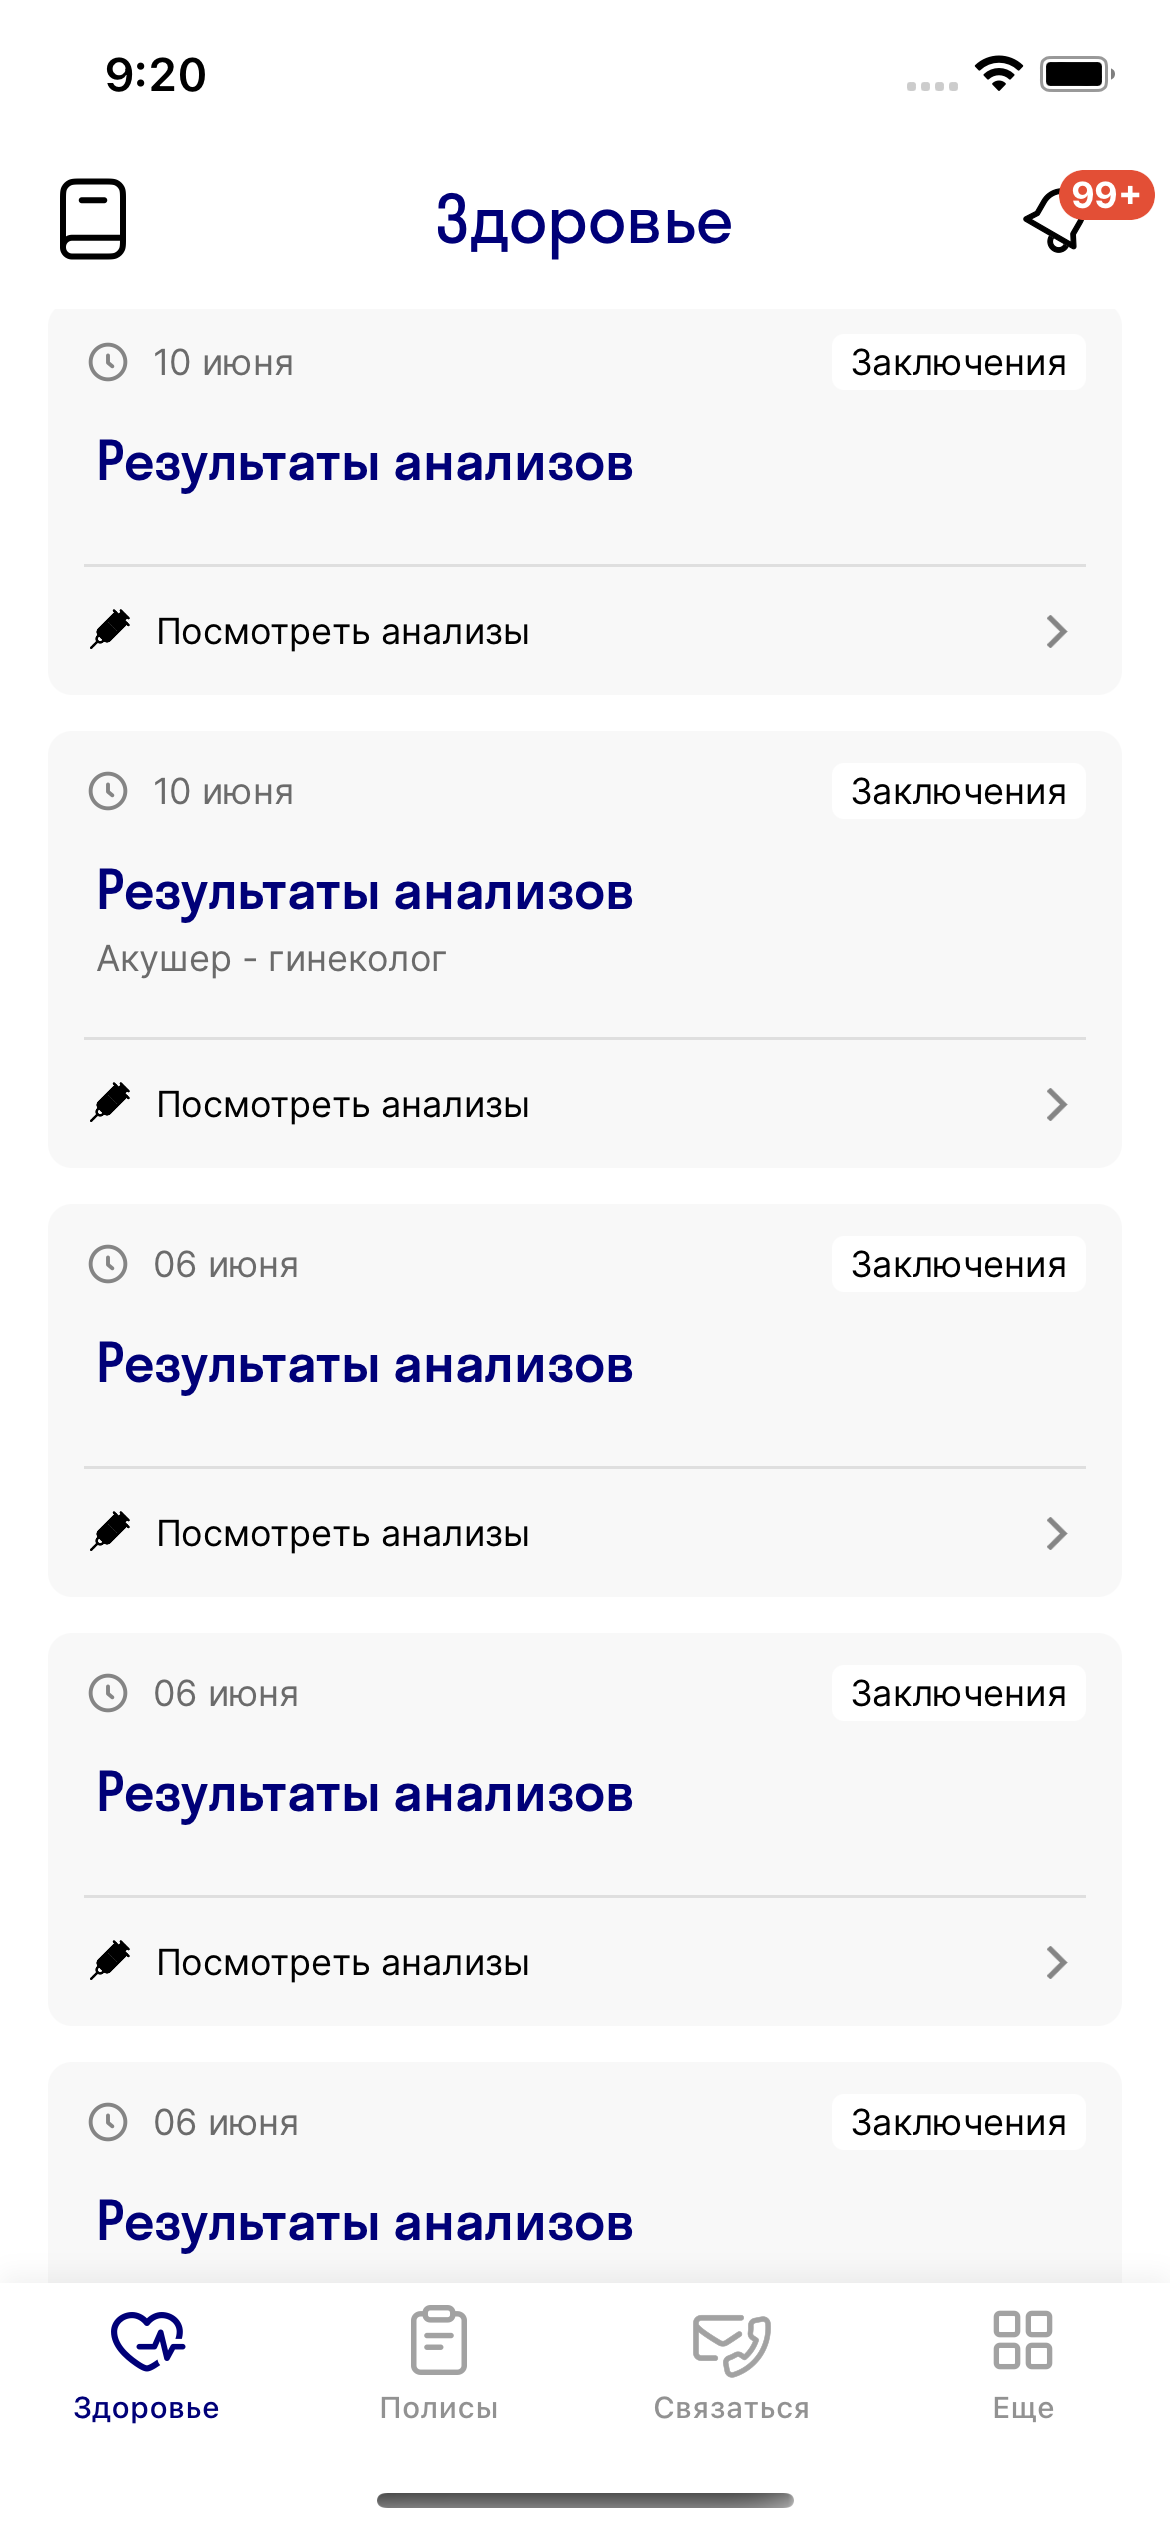 9:20
99+
Здоровье
10 июня
Заключения
Результаты анализов
Посмотреть анализы
10 июня
Заключения
Результаты анализов
Акушер - гинеколог
Посмотреть анализы
06 июня
Заключения
Результаты анализов
Посмотреть анализы
06 июня
Заключения
Результаты анализов
Посмотреть анализы
06 июня
Заключения
Результаты анализов
Здоровье
Полисы
Связаться
Еще